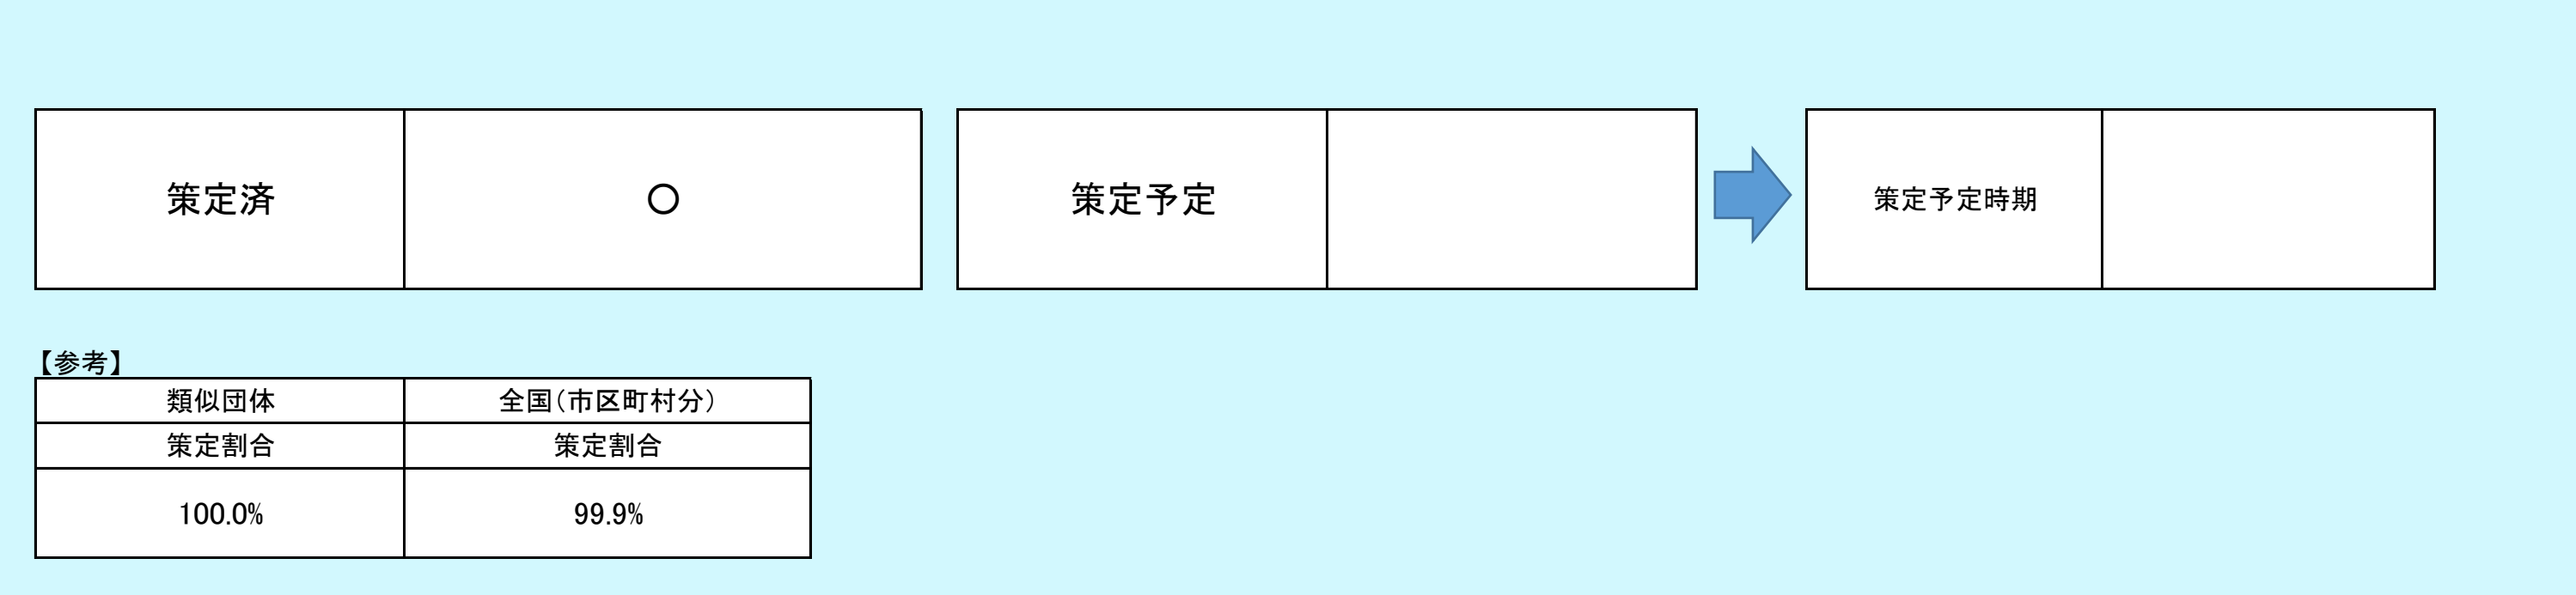 策定済 ○ 策定予定 策定予定時期
【参考】
類似団体 全国(市区町村分)
策定割合 策定割合
100.0% 99.9%